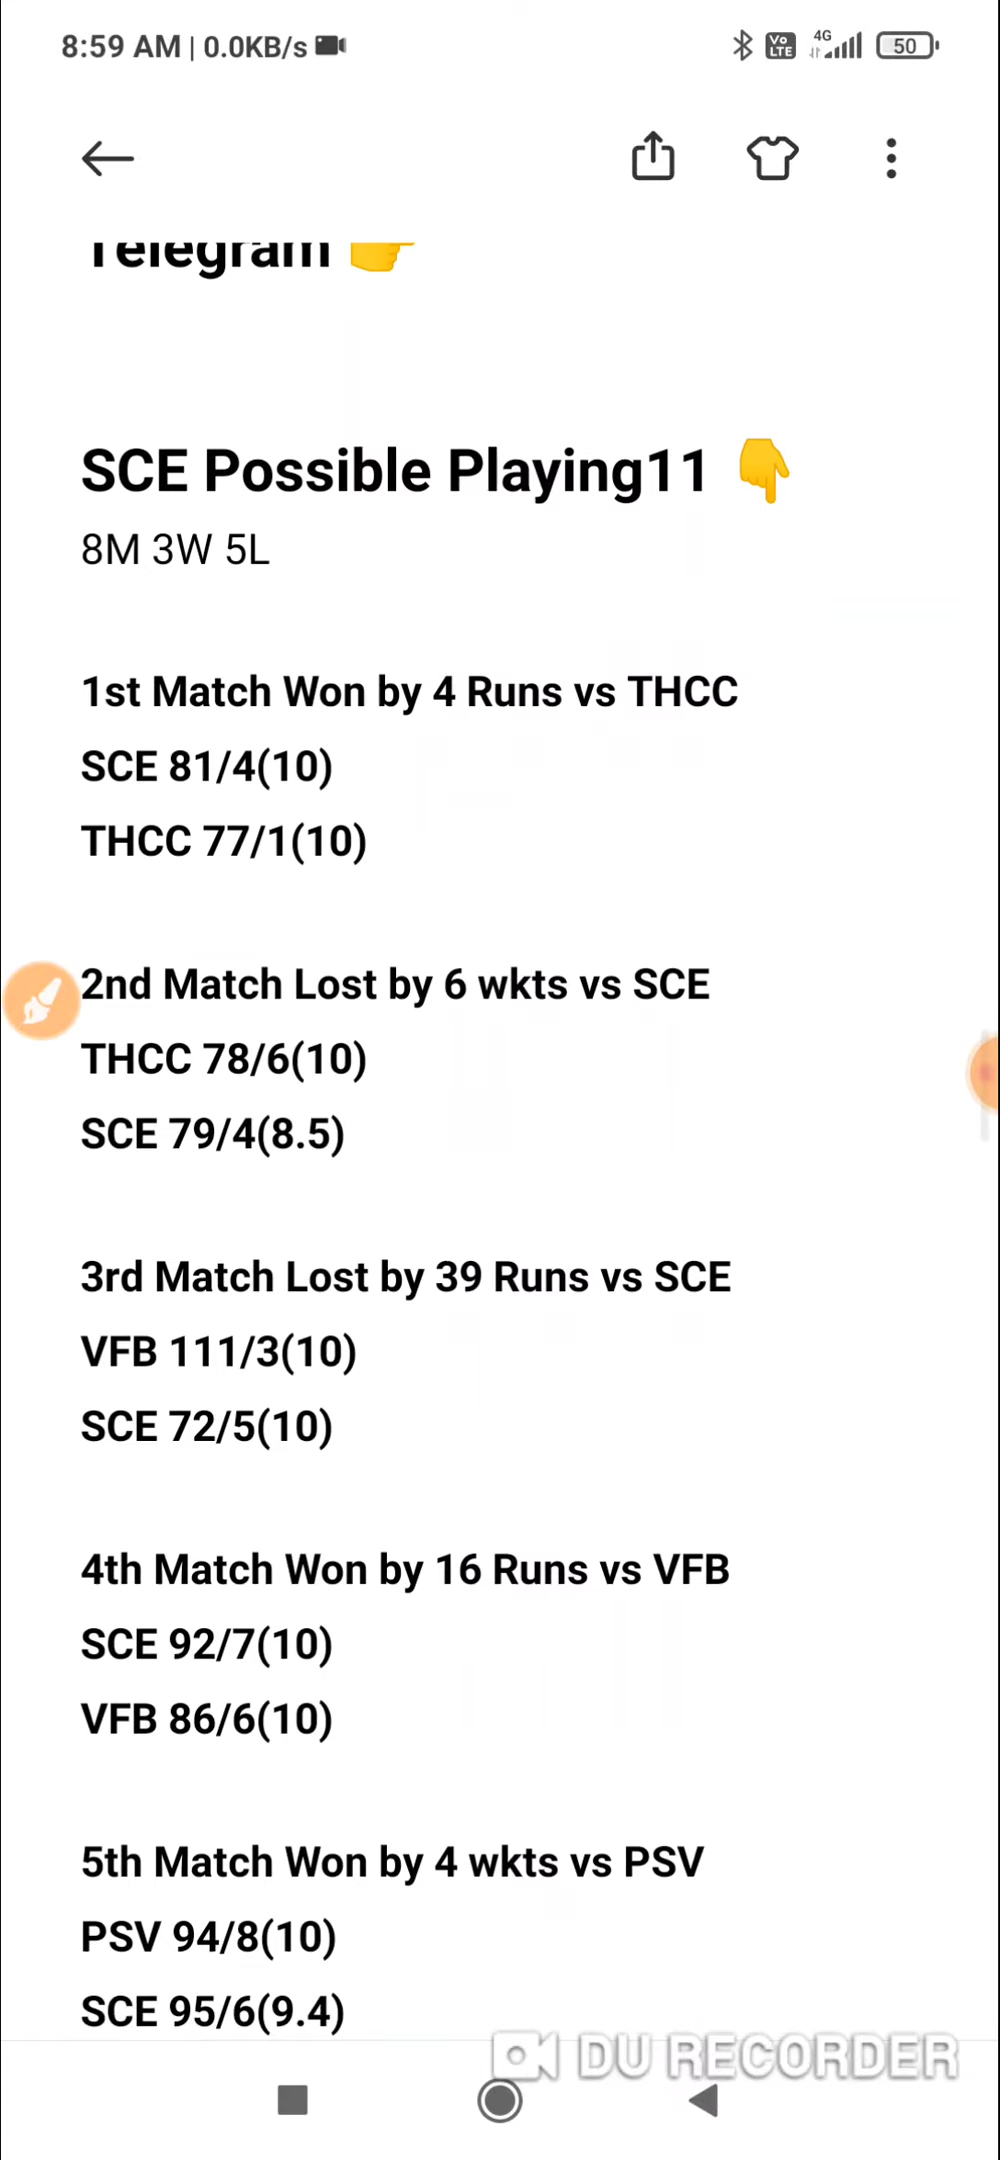 8:59 AM | 0.0KB/s
Vo LTE 4G 50
Telegram 👉
SCE Possible Playing11 👇
8M 3W 5L
1st Match Won by 4 Runs vs THCC
SCE 81/4(10)
THCC 77/1(10)
2nd Match Lost by 6 wkts vs SCE
THCC 78/6(10)
SCE 79/4(8.5)
3rd Match Lost by 39 Runs vs SCE
VFB 111/3(10)
SCE 72/5(10)
4th Match Won by 16 Runs vs VFB
SCE 92/7(10)
VFB 86/6(10)
5th Match Won by 4 wkts vs PSV
PSV 94/8(10)
SCE 95/6(9.4)
DU RECORDER